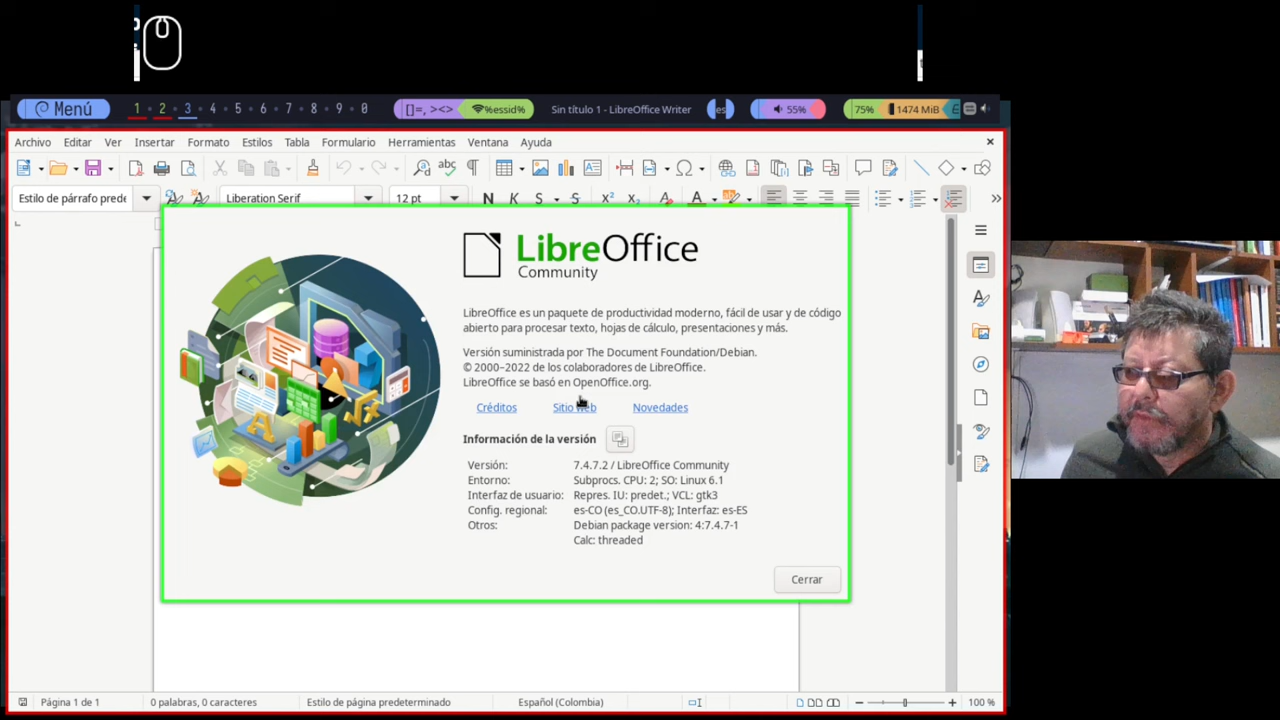 Menú
1 2 3 4 5 6 7 8 9 0
[]=, ><> %essid% Sin título 1 - LibreOffice Writer es 55% 75% 1474 MiB E
Archivo Editar Ver Insertar Formato Estilos Tabla Formulario Herramientas Ventana Ayuda
Estilo de párrafo prede Liberation Serif 12 pt N K S S X² X₂ A A
LibreOffice
Community
LibreOffice es un paquete de productividad moderno, fácil de usar y de código
abierto para procesar texto, hojas de cálculo, presentaciones y más.
Versión suministrada por The Document Foundation/Debian.
© 2000–2022 de los colaboradores de LibreOffice.
LibreOffice se basó en OpenOffice.org.
Créditos Sitio web Novedades
Información de la versión
Versión: 7.4.7.2 / LibreOffice Community
Entorno: Subprocs. CPU: 2; SO: Linux 6.1
Interfaz de usuario: Repres. IU: predet.; VCL: gtk3
Config. regional: es-CO (es_CO.UTF-8); Interfaz: es-ES
Otros: Debian package version: 4:7.4.7-1
Calc: threaded
Cerrar
Página 1 de 1 0 palabras, 0 caracteres Estilo de página predeterminado Español (Colombia) 100 %